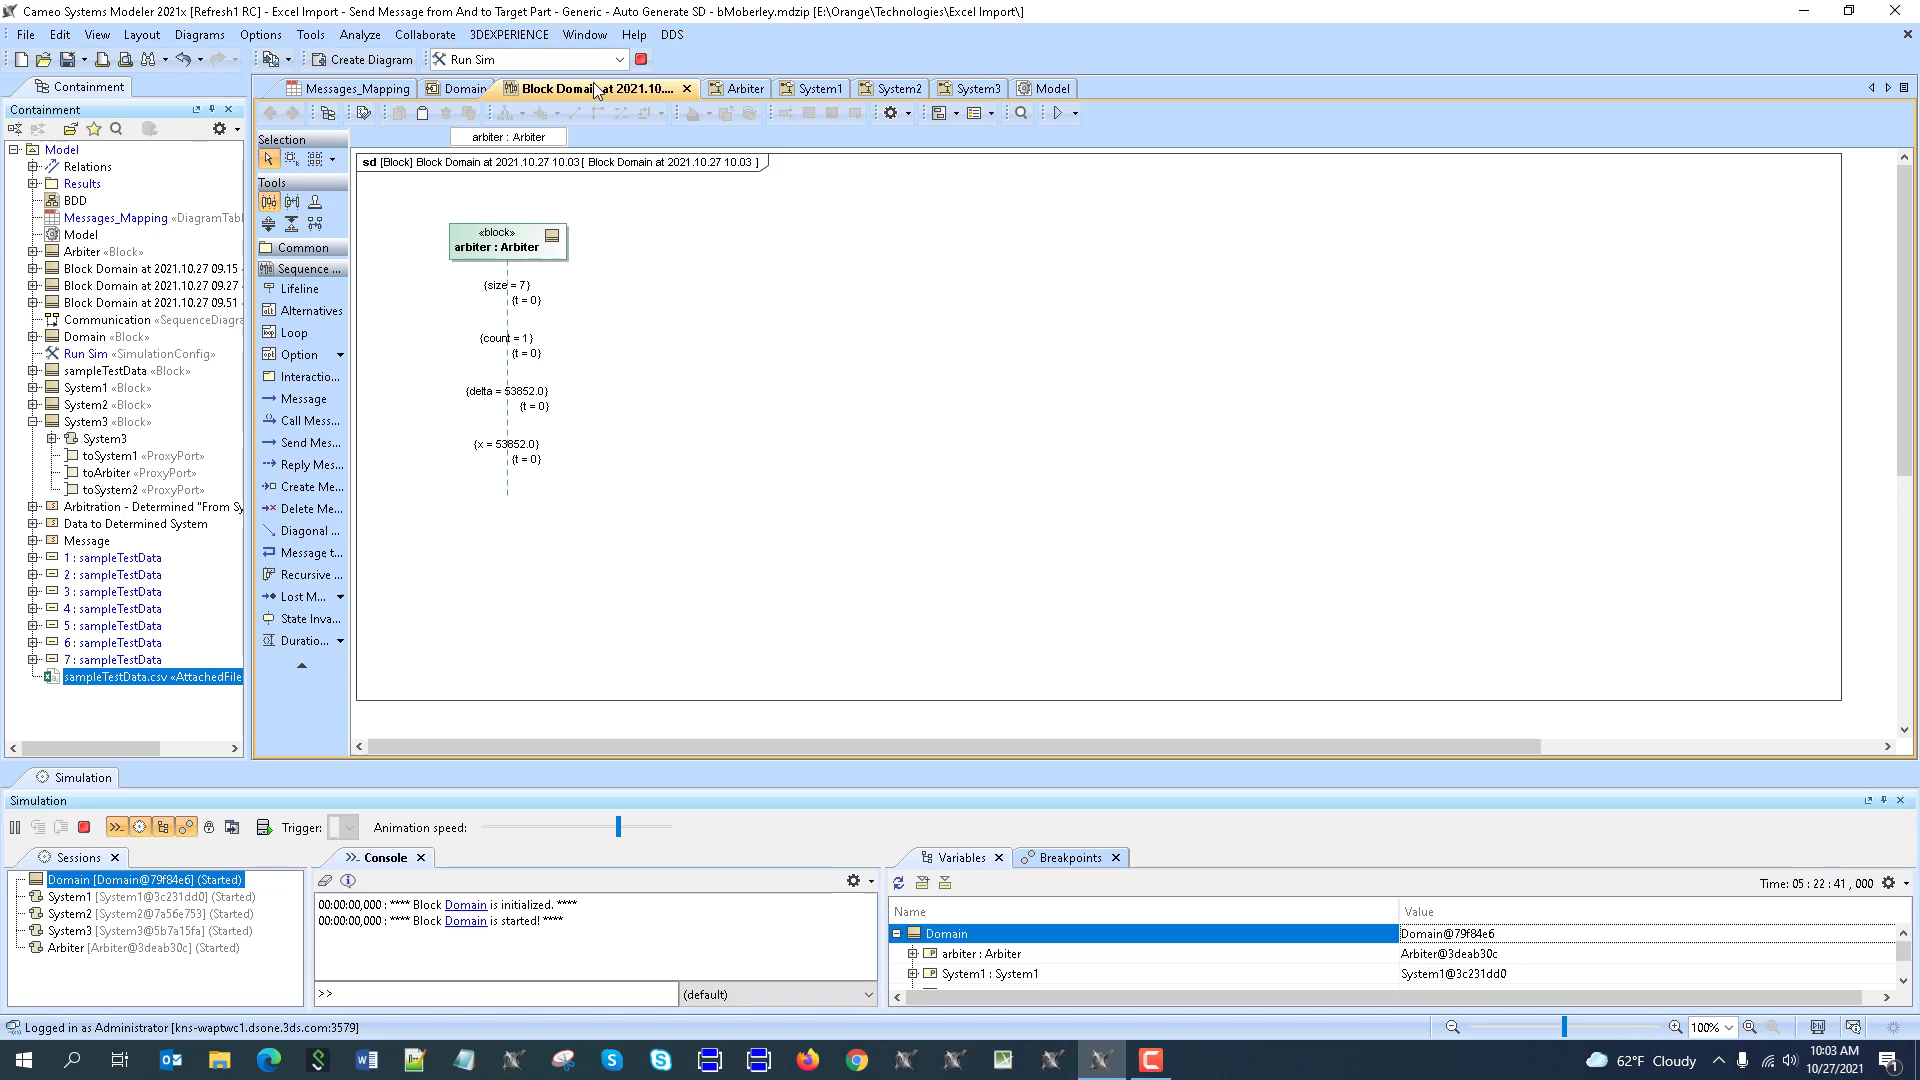 Cameo Systems Modeler 2021x [Refresh1 RC] - Excel Import - Send Message from And to Target Part - Generic - Auto Generate SD - bMoberley.mdzip [E:\Orange\Technologies\Excel Import\]
File Edit View Layout Diagrams Options Tools Analyze Collaborate 3DEXPERIENCE Window Help DDS
Create Diagram Run Sim
Containment
Messages_Mapping Domain Block Domain at 2021.10.... Arbiter System1 System2 System3 Model
Containment
Model
Relations
Results
BDD
Messages_Mapping «DiagramTabl
Model
Arbiter «Block»
Block Domain at 2021.10.27 09.15
Block Domain at 2021.10.27 09.27
Block Domain at 2021.10.27 09.51
Communication «SequenceDiagra
Domain «Block»
Run Sim «SimulationConfig»
sampleTestData «Block»
System1 «Block»
System2 «Block»
System3 «Block»
System3
toSystem1 «ProxyPort»
toArbiter «ProxyPort»
toSystem2 «ProxyPort»
Arbitration - Determined "From Sy
Data to Determined System
Message
1 : sampleTestData
2 : sampleTestData
3 : sampleTestData
4 : sampleTestData
5 : sampleTestData
6 : sampleTestData
7 : sampleTestData
sampleTestData.csv «AttachedFile
Selection
Tools
Common
Sequence ...
Lifeline
Alternatives
Loop
Option
Interactio...
Message
Call Mess...
Send Mes...
Reply Mes...
Create Me...
Delete Me...
Diagonal ...
Message t...
Recursive ...
Lost M...
State Inva...
Duratio...
arbiter : Arbiter
sd [Block] Block Domain at 2021.10.27 10.03 [ Block Domain at 2021.10.27 10.03 ]
«block»
arbiter : Arbiter
{size = 7}
{t = 0}
{count = 1}
{t = 0}
{delta = 53852.0}
{t = 0}
{x = 53852.0}
{t = 0}
Simulation
Simulation
Trigger: Animation speed:
Sessions
Domain [Domain@79f84e6] (Started)
System1 [System1@3c231dd0] (Started)
System2 [System2@7a56e753] (Started)
System3 [System3@5b7a15fa] (Started)
Arbiter [Arbiter@3deab30c] (Started)
Console
00:00:00,000 : **** Block Domain is initialized. ****
00:00:00,000 : **** Block Domain is started! ****
>>
(default)
Variables Breakpoints
Time: 05 : 22 : 41 , 000
Name Value
Domain Domain@79f84e6
arbiter : Arbiter Arbiter@3deab30c
System1 : System1 System1@3c231dd0
Logged in as Administrator [kns-waptwc1.dsone.3ds.com:3579]
100%
62°F Cloudy
10:03 AM
10/27/2021
1